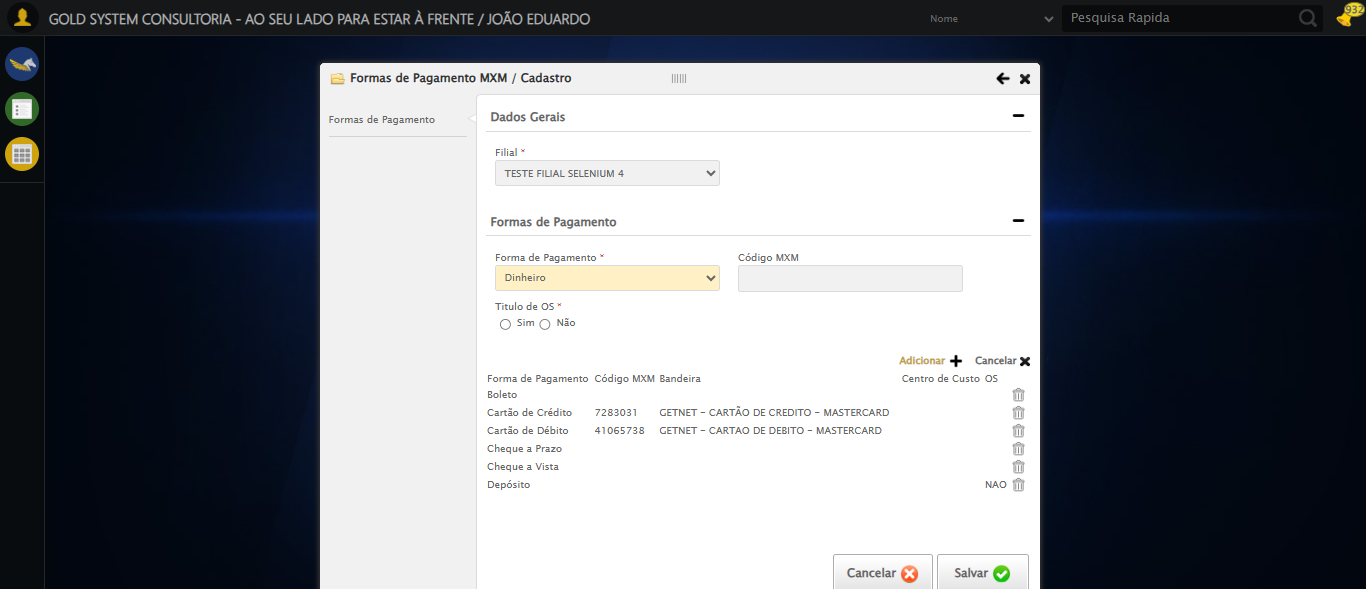 GOLD SYSTEM CONSULTORIA - AO SEU LADO PARA ESTAR À FRENTE / JOÃO EDUARDO
Nome
Pesquisa Rapida
932
Formas de Pagamento MXM / Cadastro
Formas de Pagamento
Dados Gerais
Filial *
TESTE FILIAL SELENIUM 4
Formas de Pagamento
Forma de Pagamento * Código MXM
Dinheiro
Titulo de OS *
Sim Não
Adicionar Cancelar
Forma de Pagamento Código MXM Bandeira Centro de Custo OS
Boleto
Cartão de Crédito 7283031 GETNET - CARTÃO DE CREDITO - MASTERCARD
Cartão de Débito 41065738 GETNET - CARTAO DE DEBITO - MASTERCARD
Cheque a Prazo
Cheque a Vista
Depósito NAO
Cancelar Salvar